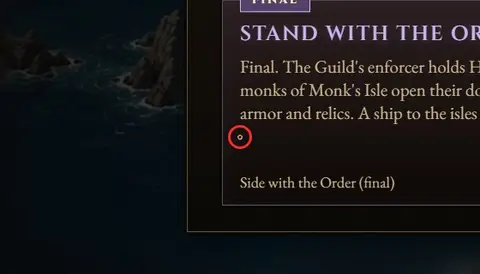 FINAL
STAND WITH THE OR
Final. The Guild's enforcer holds H
monks of Monk's Isle open their do
armor and relics. A ship to the isles
Side with the Order (final)